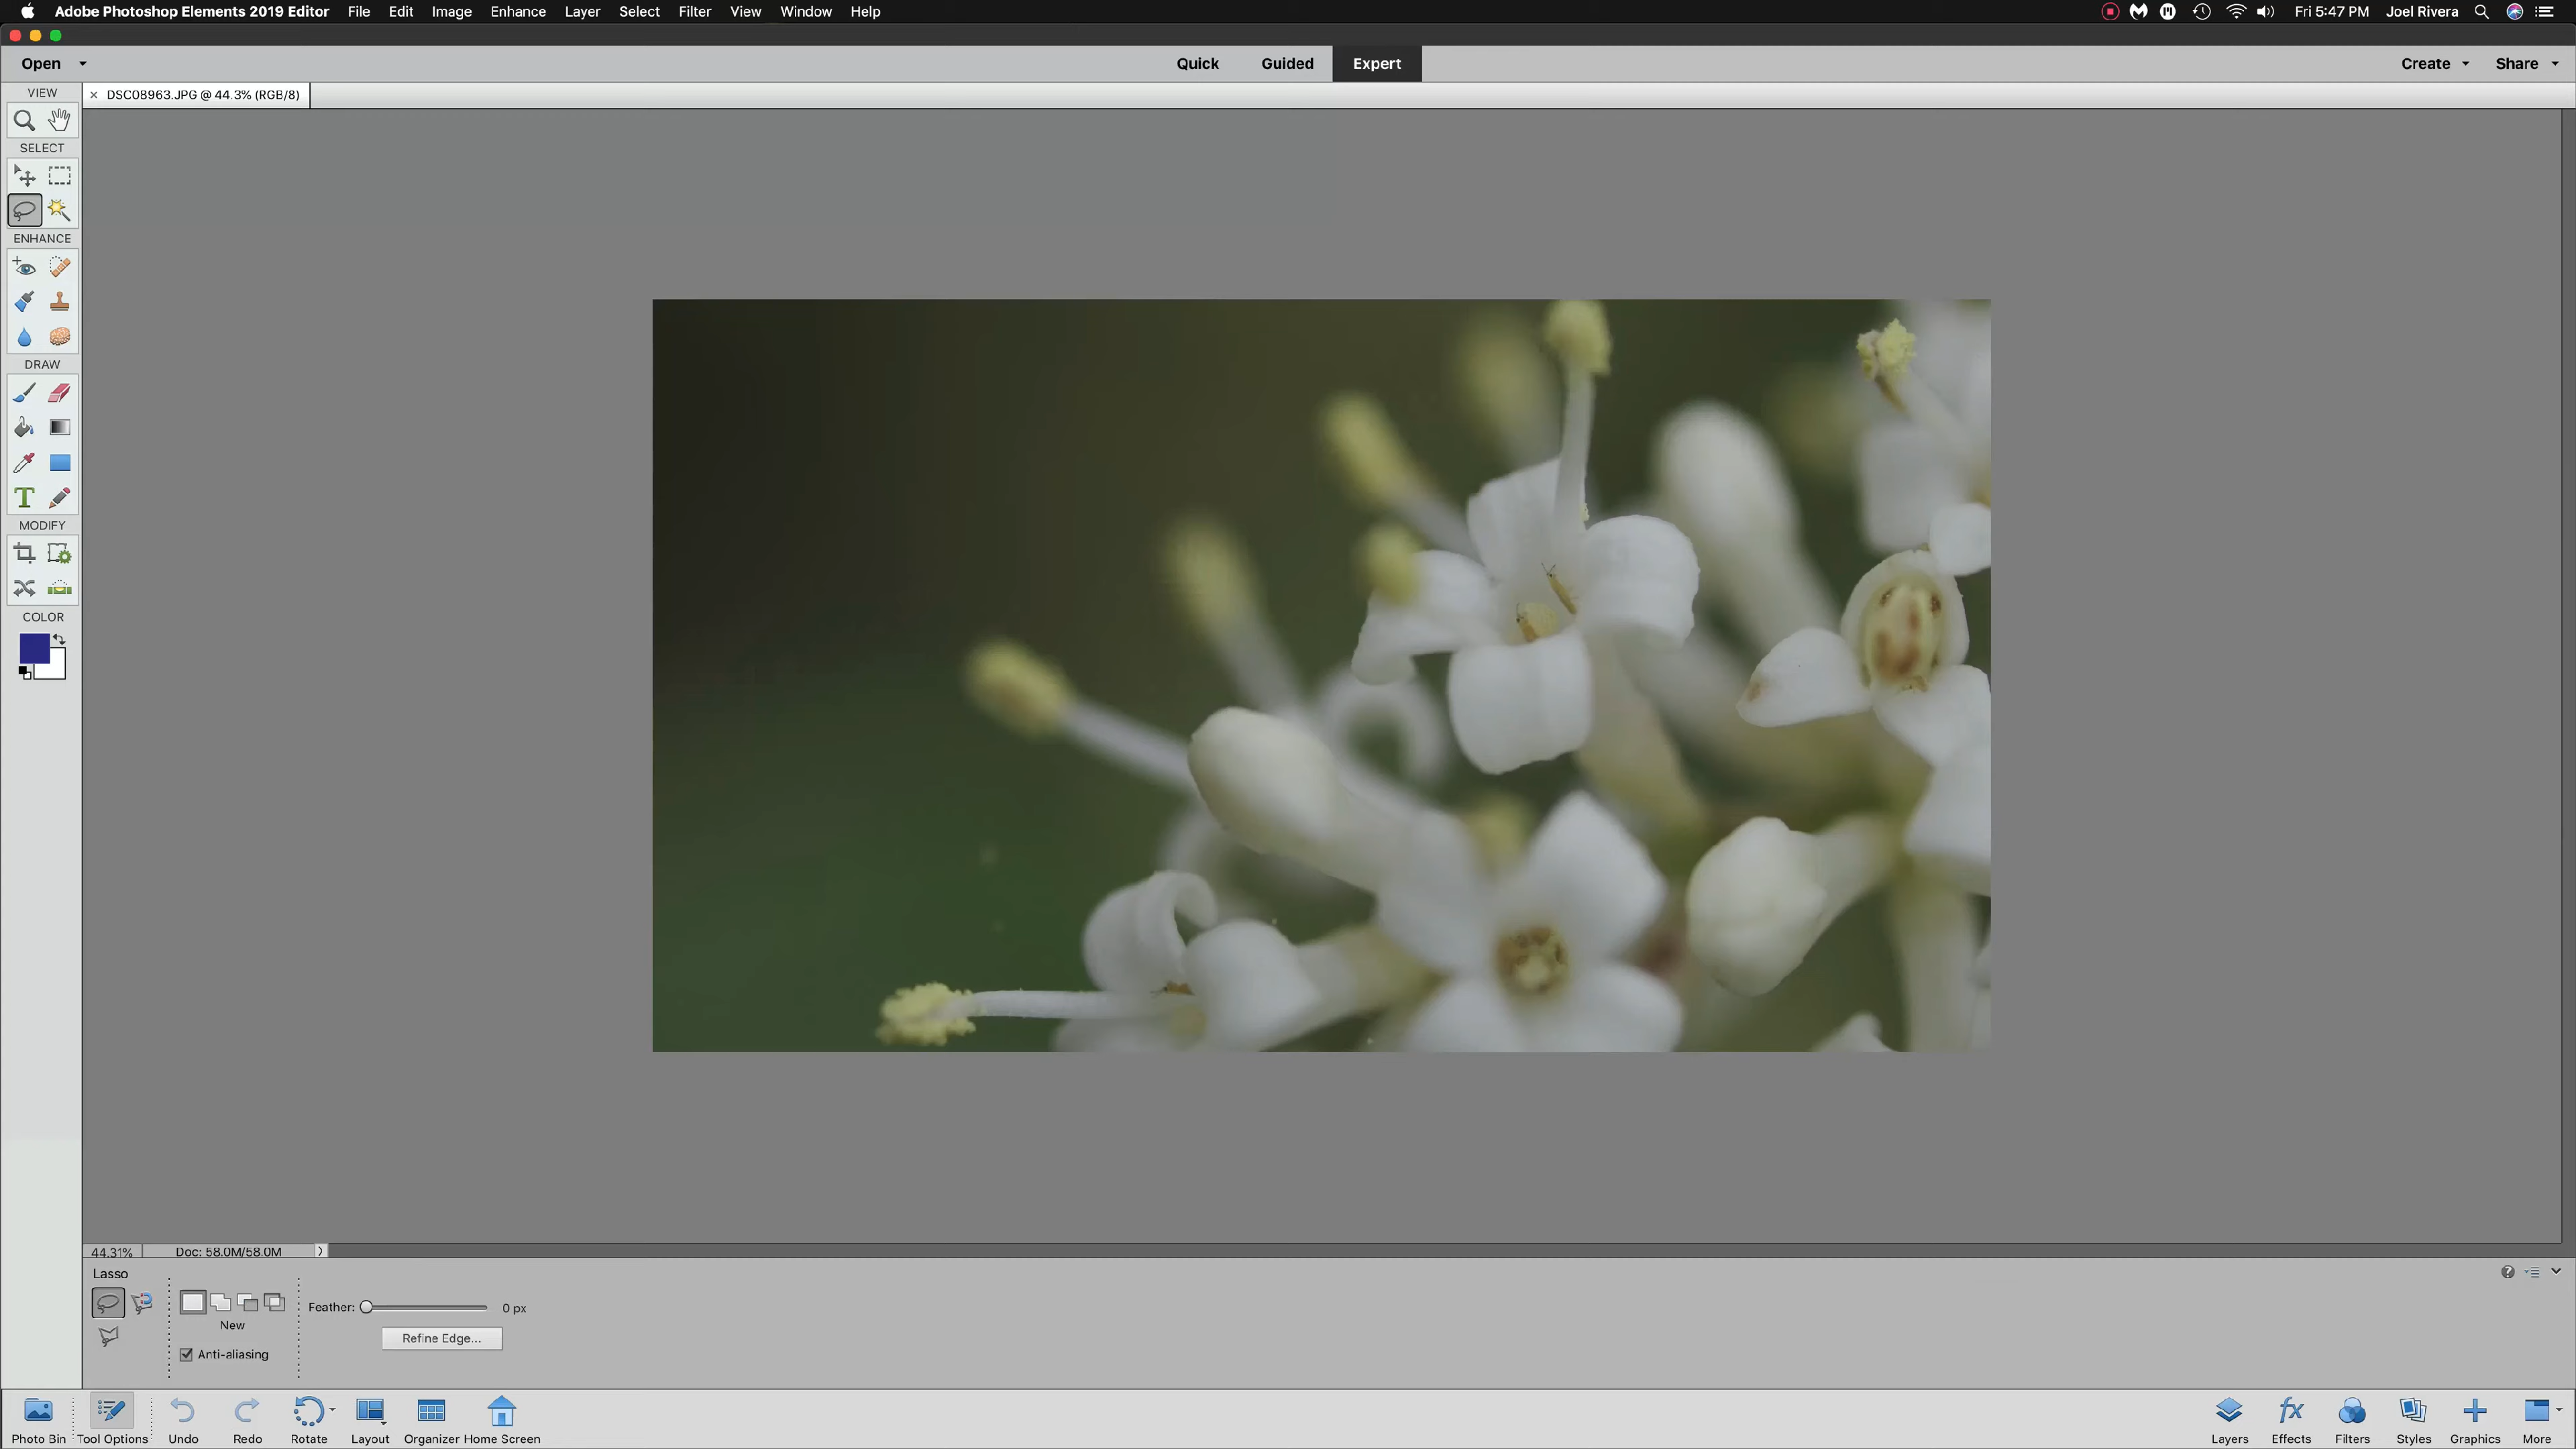 Adobe Photoshop Elements 2019 Editor File Edit Image Enhance Layer Select Filter View Window Help Fri 5:47 PM Joel Rivera
Open Quick Guided Expert Create Share
VIEW
DSC08963.JPG @ 44.3% (RGB/8)
SELECT
ENHANCE
DRAW
MODIFY
COLOR
44.31% Doc: 58.0M/58.0M
Lasso
Feather: 0 px
New
Refine Edge...
Anti-aliasing
Photo Bin Tool Options Undo Redo Rotate Layout Organizer Home Screen Layers Effects Filters Styles Graphics More